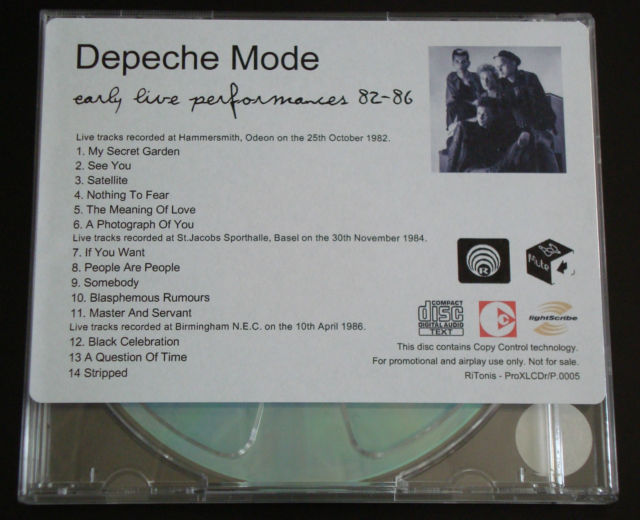 Depeche Mode
early live performances 82-86
Live tracks recorded at Hammersmith, Odeon on the 25th October 1982.
1. My Secret Garden
2. See You
3. Satellite
4. Nothing To Fear
5. The Meaning Of Love
6. A Photograph Of You
Live tracks recorded at St.Jacobs Sporthalle, Basel on the 30th November 1984.
7. If You Want
8. People Are People
9. Somebody
10. Blasphemous Rumours
11. Master And Servant
Live tracks recorded at Birmingham N.E.C. on the 10th April 1986.
12. Black Celebration
13 A Question Of Time
14 Stripped
R
Mute
COMPACT
disc
DIGITAL AUDIO
TEXT
lightScribe
This disc contains Copy Control technology.
For promotional and airplay use only. Not for sale.
RiTonis - ProXLCDr/P.0005